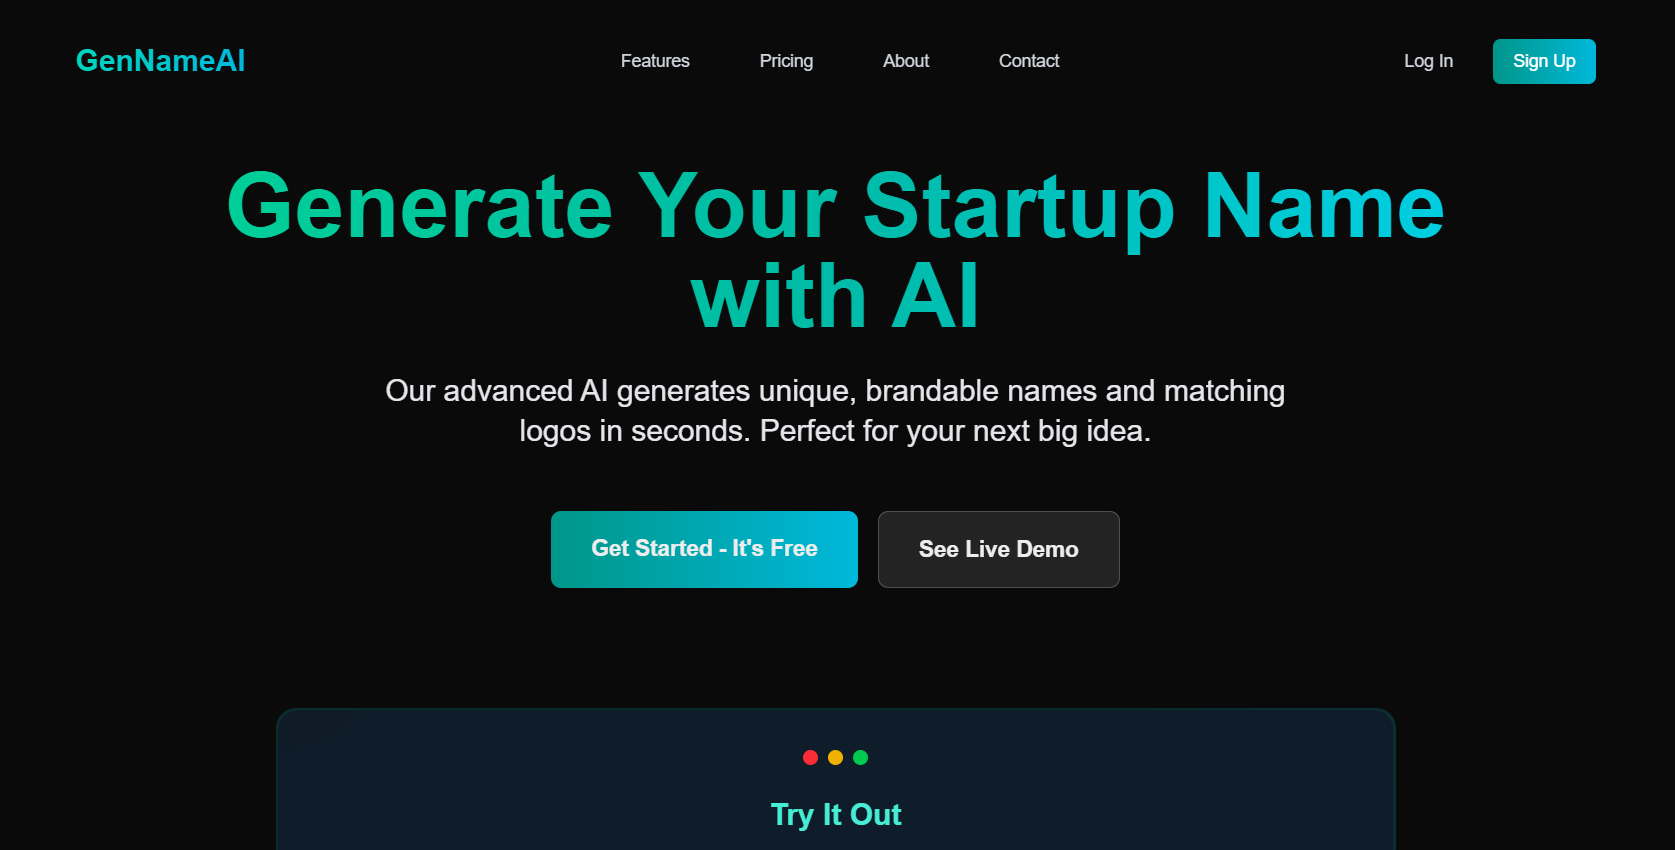 GenNameAI
Features
Pricing
About
Contact
Log In
Sign Up
Generate Your Startup Name
with AI
Our advanced AI generates unique, brandable names and matching
logos in seconds. Perfect for your next big idea.
Get Started - It's Free
See Live Demo
Try It Out